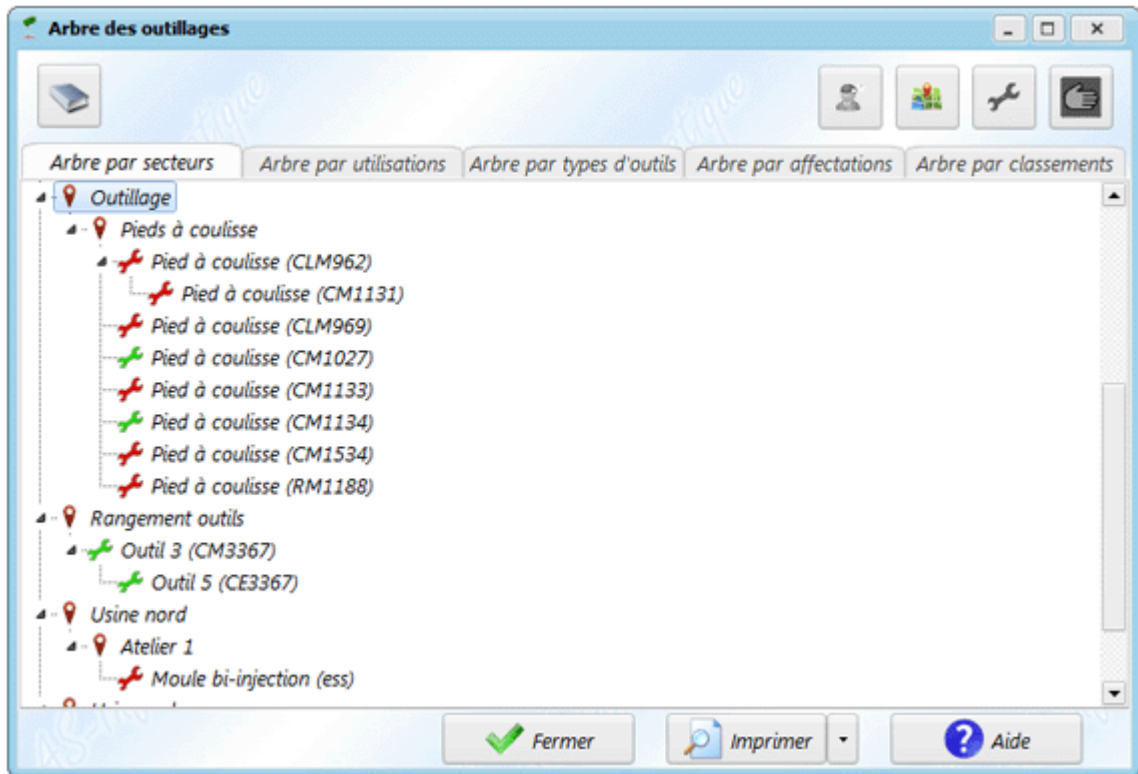 Arbre des outillages
Arbre par secteurs Arbre par utilisations Arbre par types d'outils Arbre par affectations Arbre par classements
Outillage
Pieds à coulisse
Pied à coulisse (CLM962)
Pied à coulisse (CM1131)
Pied à coulisse (CLM969)
Pied à coulisse (CM1027)
Pied à coulisse (CM1133)
Pied à coulisse (CM1134)
Pied à coulisse (CM1534)
Pied à coulisse (RM1188)
Rangement outils
Outil 3 (CM3367)
Outil 5 (CE3367)
Usine nord
Atelier 1
Moule bi-injection (ess)
Fermer Imprimer Aide